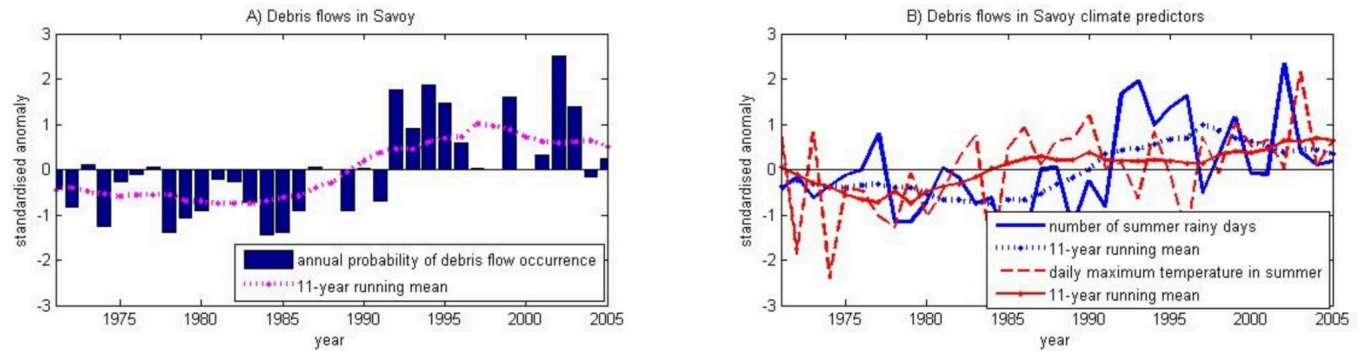 A) Debris flows in Savoy
3
2
1
0
-1
-2
-3
standardised anomaly
annual probability of debris flow occurrence
11-year running mean
1975 1980 1985 1990 1995 2000 2005
year
B) Debris flows in Savoy climate predictors
3
2
1
0
-1
-2
-3
standardised anomaly
number of summer rainy days
11-year running mean
daily maximum temperature in summer
11-year running mean
1975 1980 1985 1990 1995 2000 2005
year